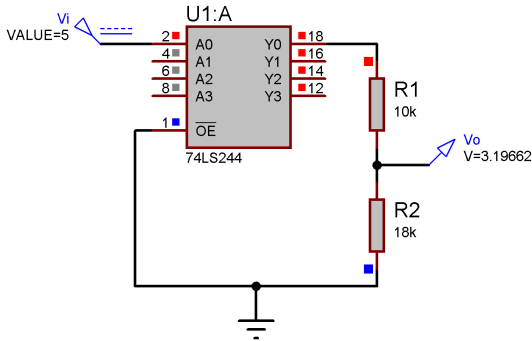 U1:A
Vi
VALUE=5
2 A0 Y0 18
4 A1 Y1 16
6 A2 Y2 14
8 A3 Y3 12
1 OE
74LS244
R1
10k
Vo
V=3.19662
R2
18k